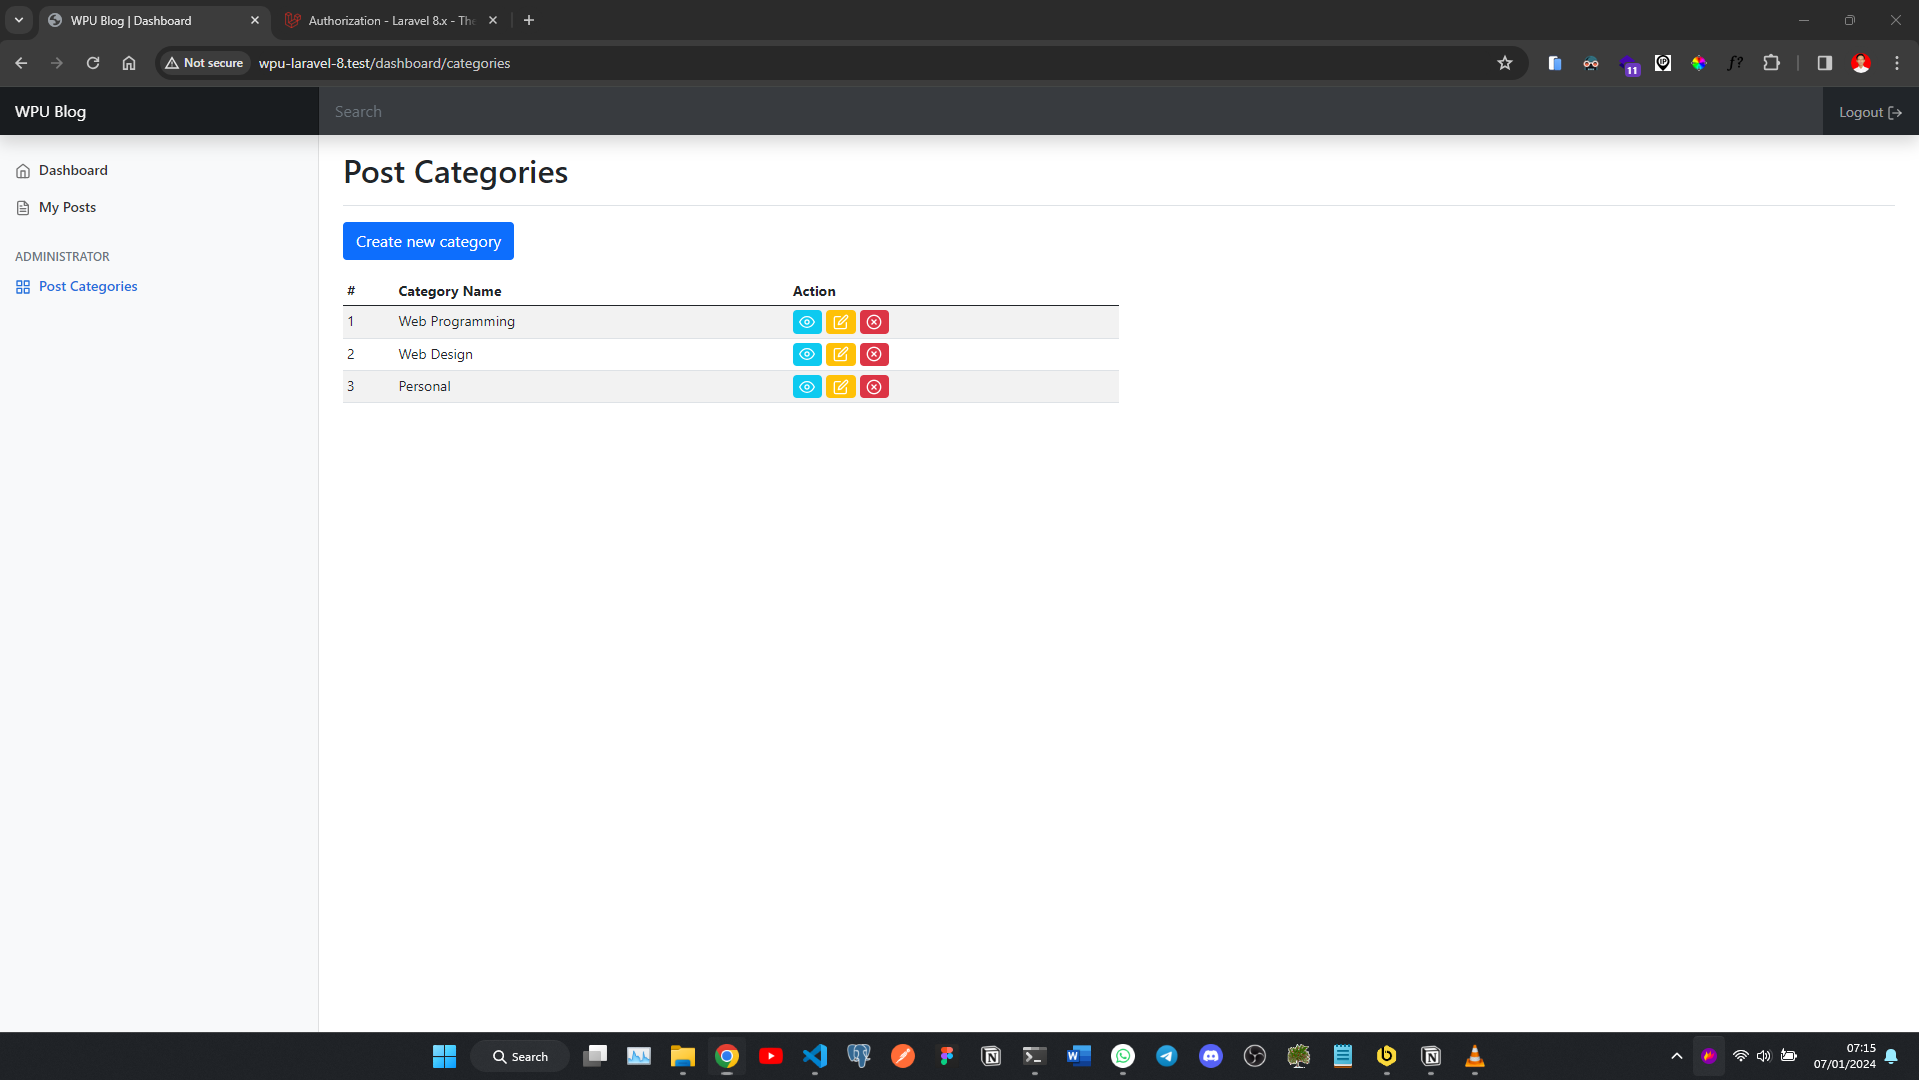 WPU Blog | Dashboard
Authorization - Laravel 8.x - The
Not secure
wpu-laravel-8.test/dashboard/categories
11
f?
WPU Blog
Search
Logout
Dashboard
My Posts
ADMINISTRATOR
Post Categories
Post Categories
Create new category
# Category Name Action
1 Web Programming
2 Web Design
3 Personal
Search
07:15
07/01/2024